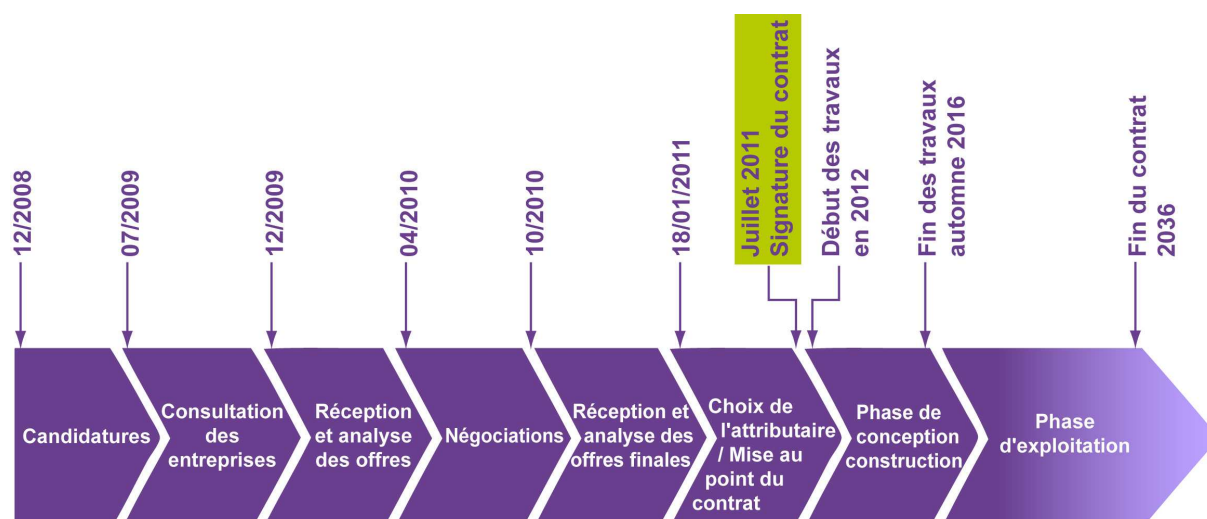 12/2008
07/2009
12/2009
04/2010
10/2010
18/01/2011
Juillet 2011
Signature du contrat
Début des travaux
en 2012
Fin des travaux
automne 2016
Fin du contrat
2036
Candidatures
Consultation
des
entreprises
Réception
et analyse
des offres
Négociations
Réception et
analyse des
offres finales
Choix de
l'attributaire
/ Mise au
point du
contrat
Phase de
conception
construction
Phase
d'exploitation